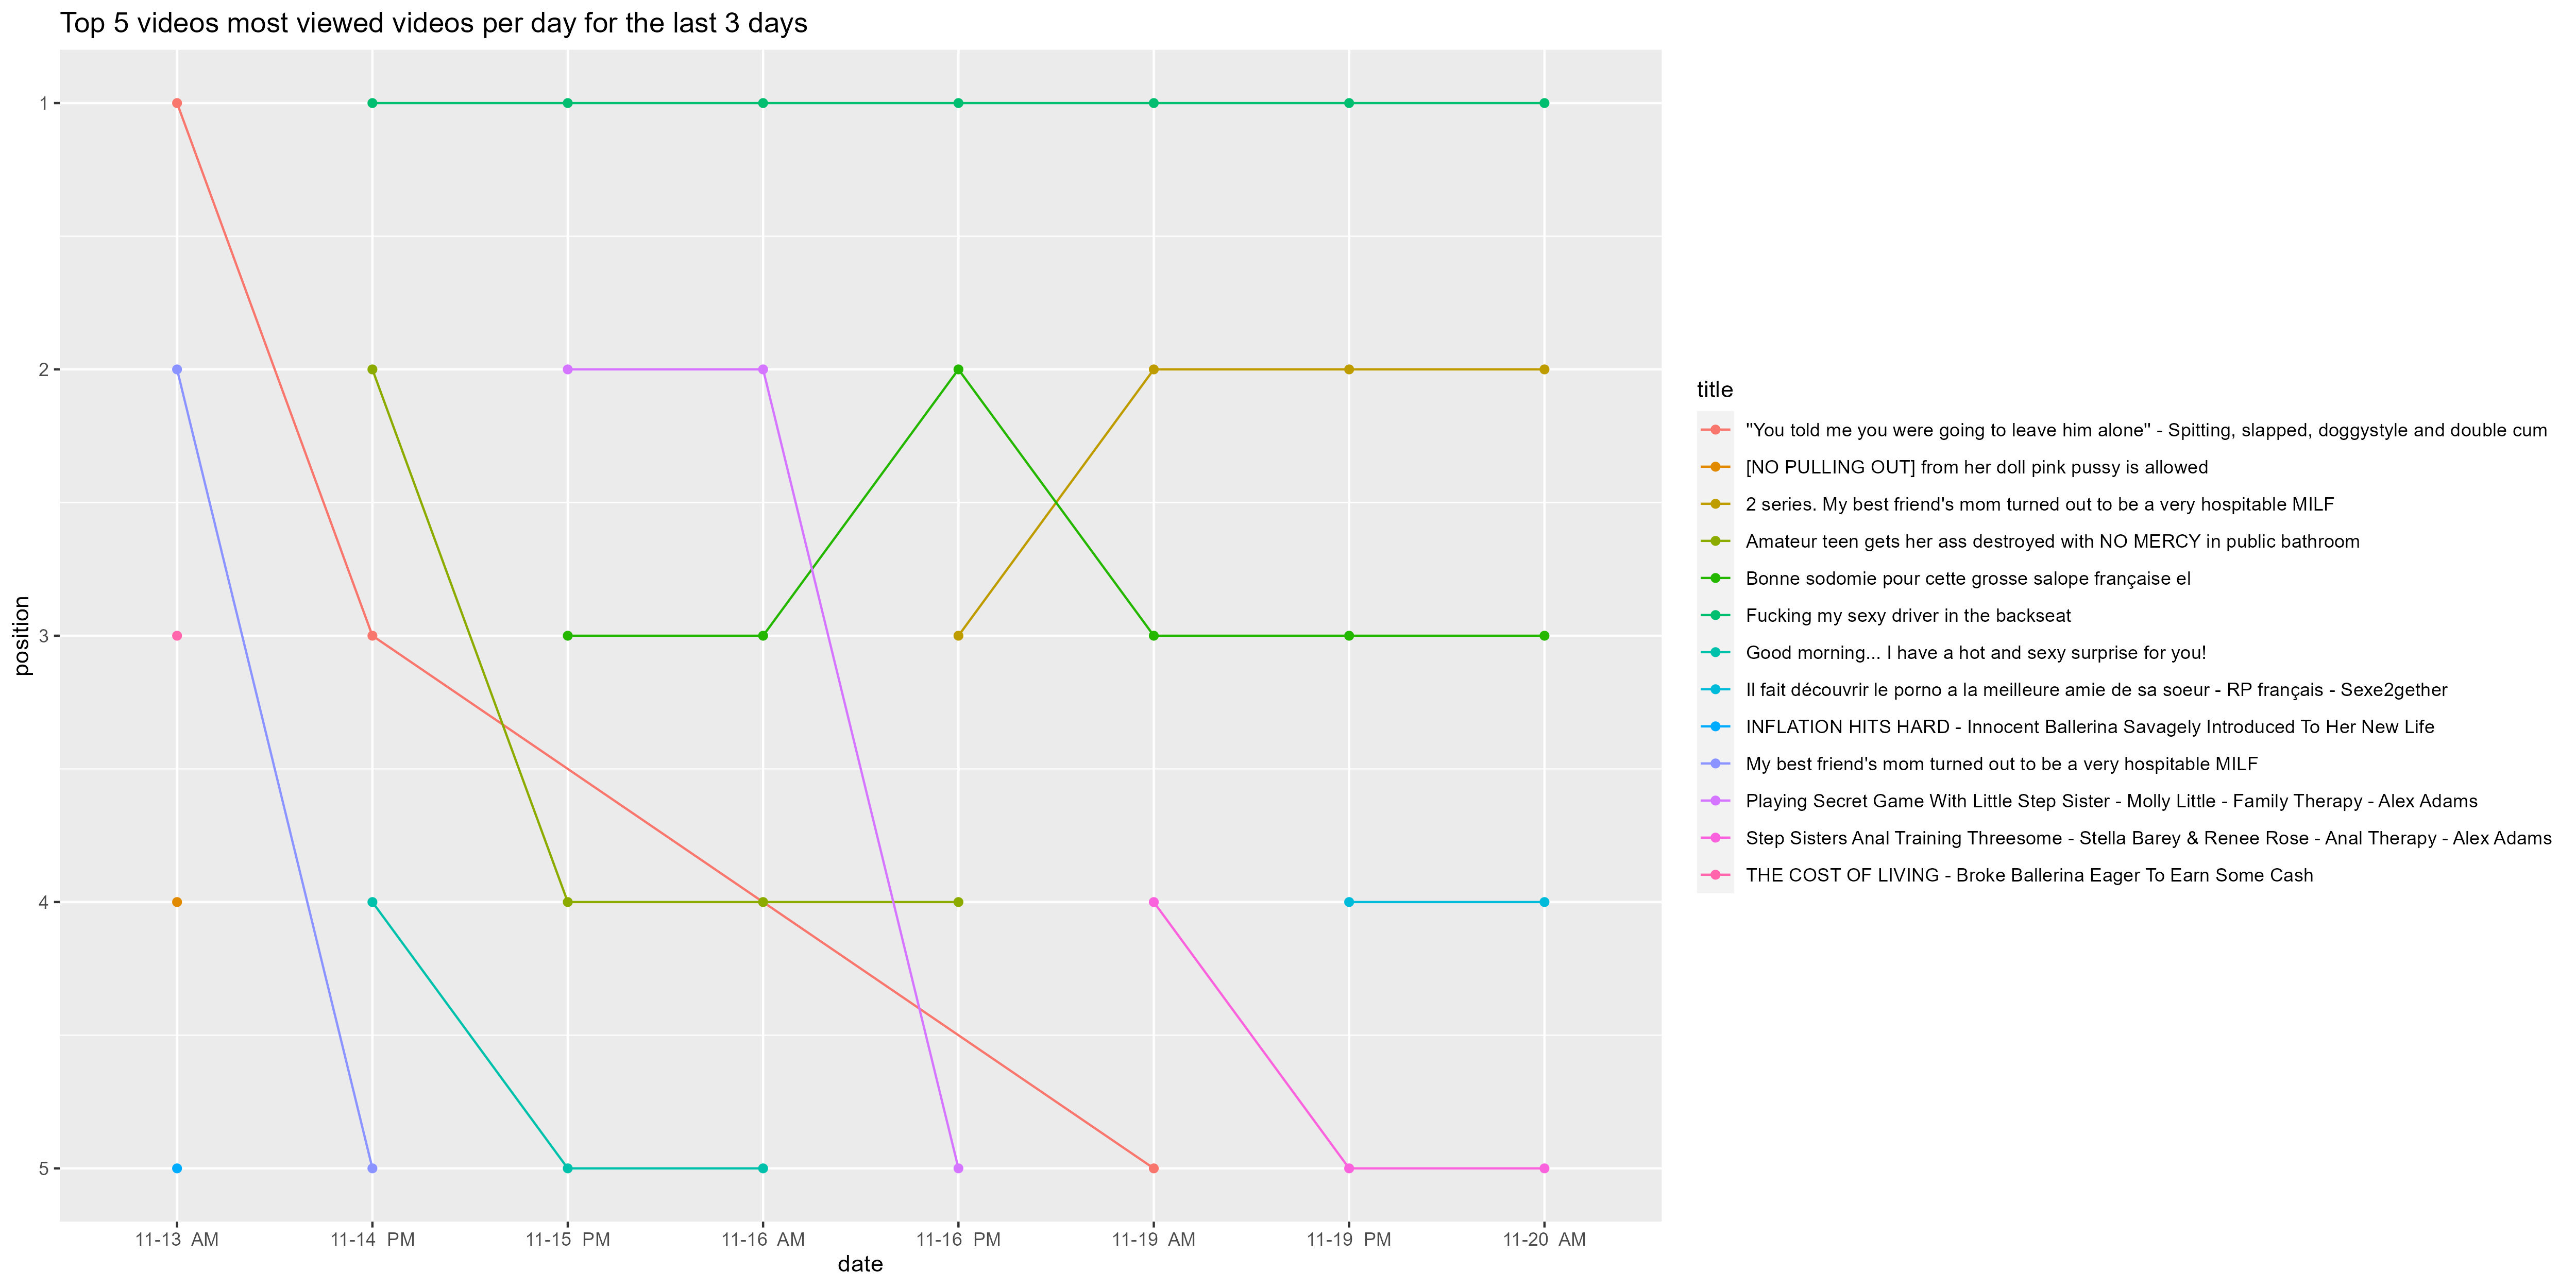 Top 5 videos most viewed videos per day for the last 3 days
position
1
2
3
4
5
11-13 AM
11-14 PM
11-15 PM
11-16 AM
11-16 PM
11-19 AM
11-19 PM
11-20 AM
date
title
"You told me you were going to leave him alone" - Spitting, slapped, doggystyle and double cum
[NO PULLING OUT] from her doll pink pussy is allowed
2 series. My best friend's mom turned out to be a very hospitable MILF
Amateur teen gets her ass destroyed with NO MERCY in public bathroom
Bonne sodomie pour cette grosse salope française el
Fucking my sexy driver in the backseat
Good morning... I have a hot and sexy surprise for you!
Il fait découvrir le porno a la meilleure amie de sa soeur - RP français - Sexe2gether
INFLATION HITS HARD - Innocent Ballerina Savagely Introduced To Her New Life
My best friend's mom turned out to be a very hospitable MILF
Playing Secret Game With Little Step Sister - Molly Little - Family Therapy - Alex Adams
Step Sisters Anal Training Threesome - Stella Barey & Renee Rose - Anal Therapy - Alex Adams
THE COST OF LIVING - Broke Ballerina Eager To Earn Some Cash